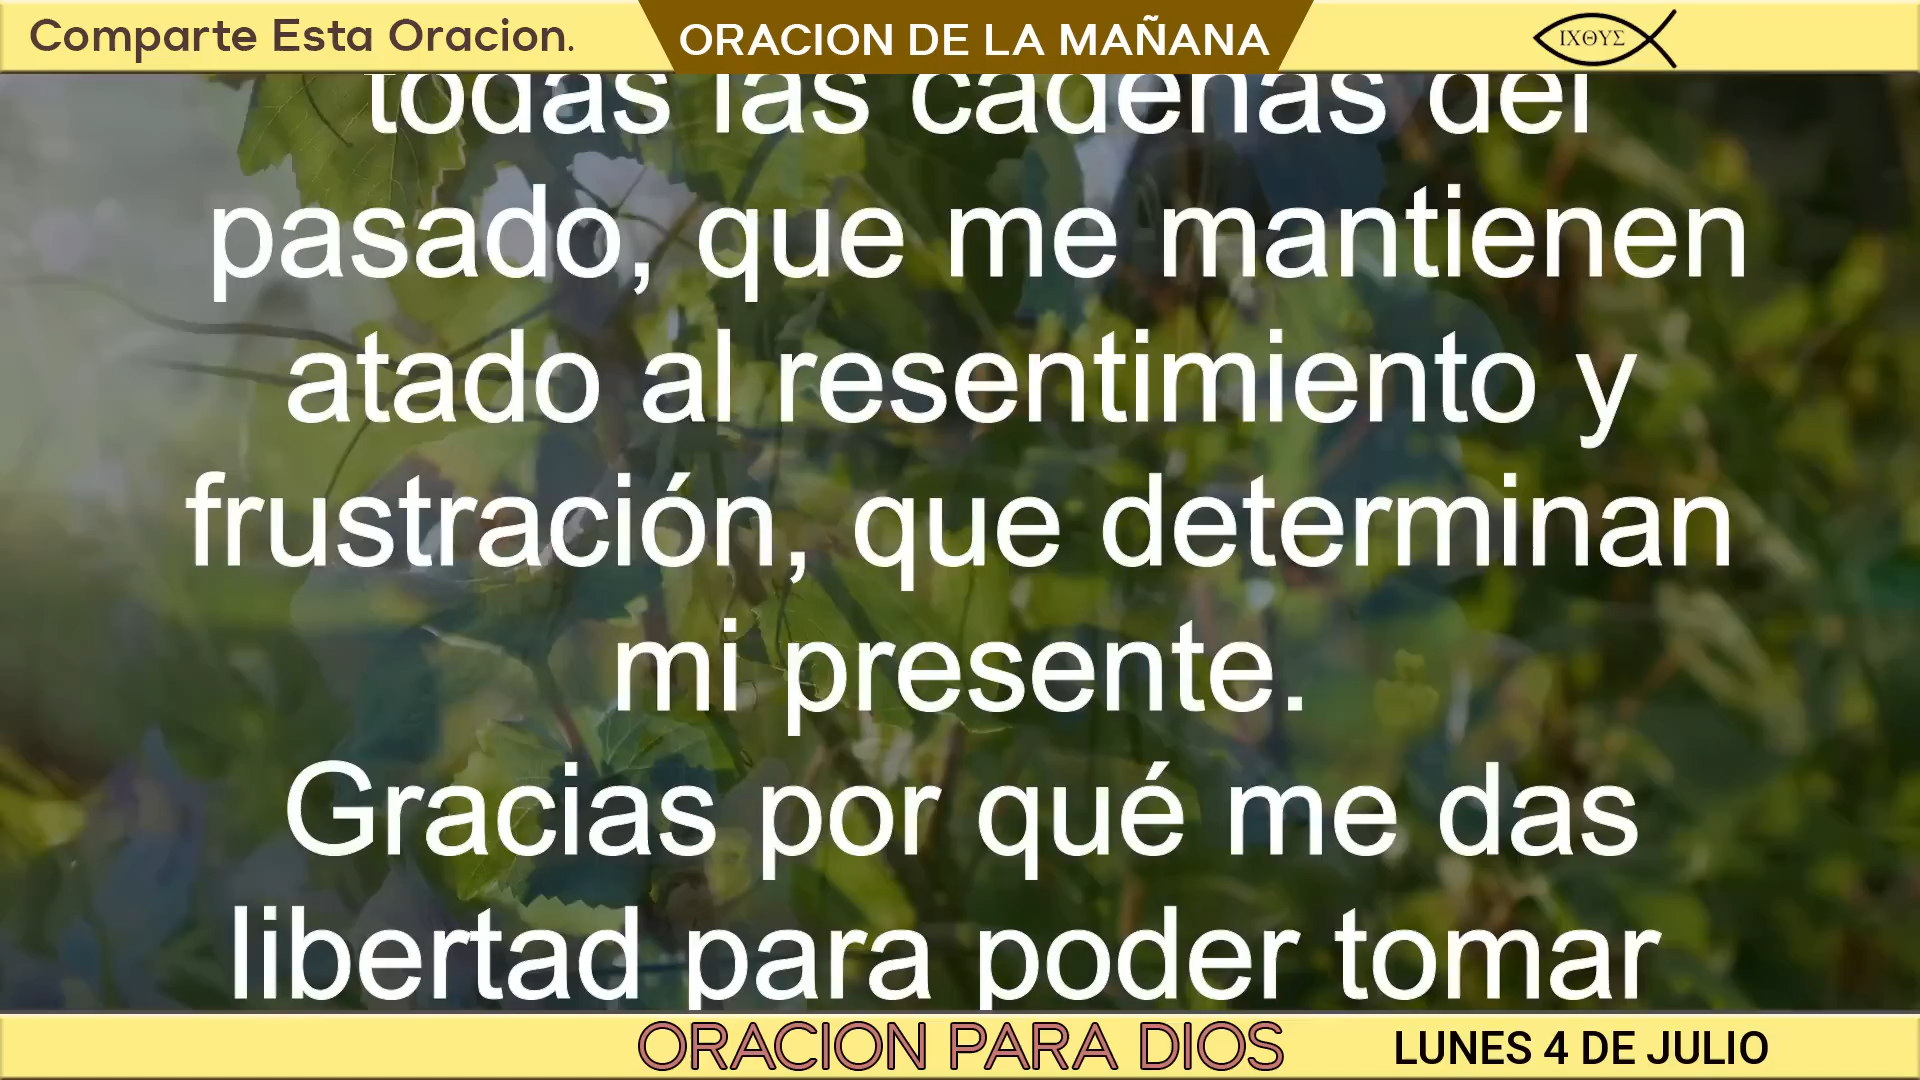 Comparte Esta Oracion.
ORACION DE LA MAÑANA
ΙΧΘΥΣ
todas las cadenas del
pasado, que me mantienen
atado al resentimiento y
frustración, que determinan
mi presente.
Gracias por qué me das
libertad para poder tomar
ORACION PARA DIOS
LUNES 4 DE JULIO